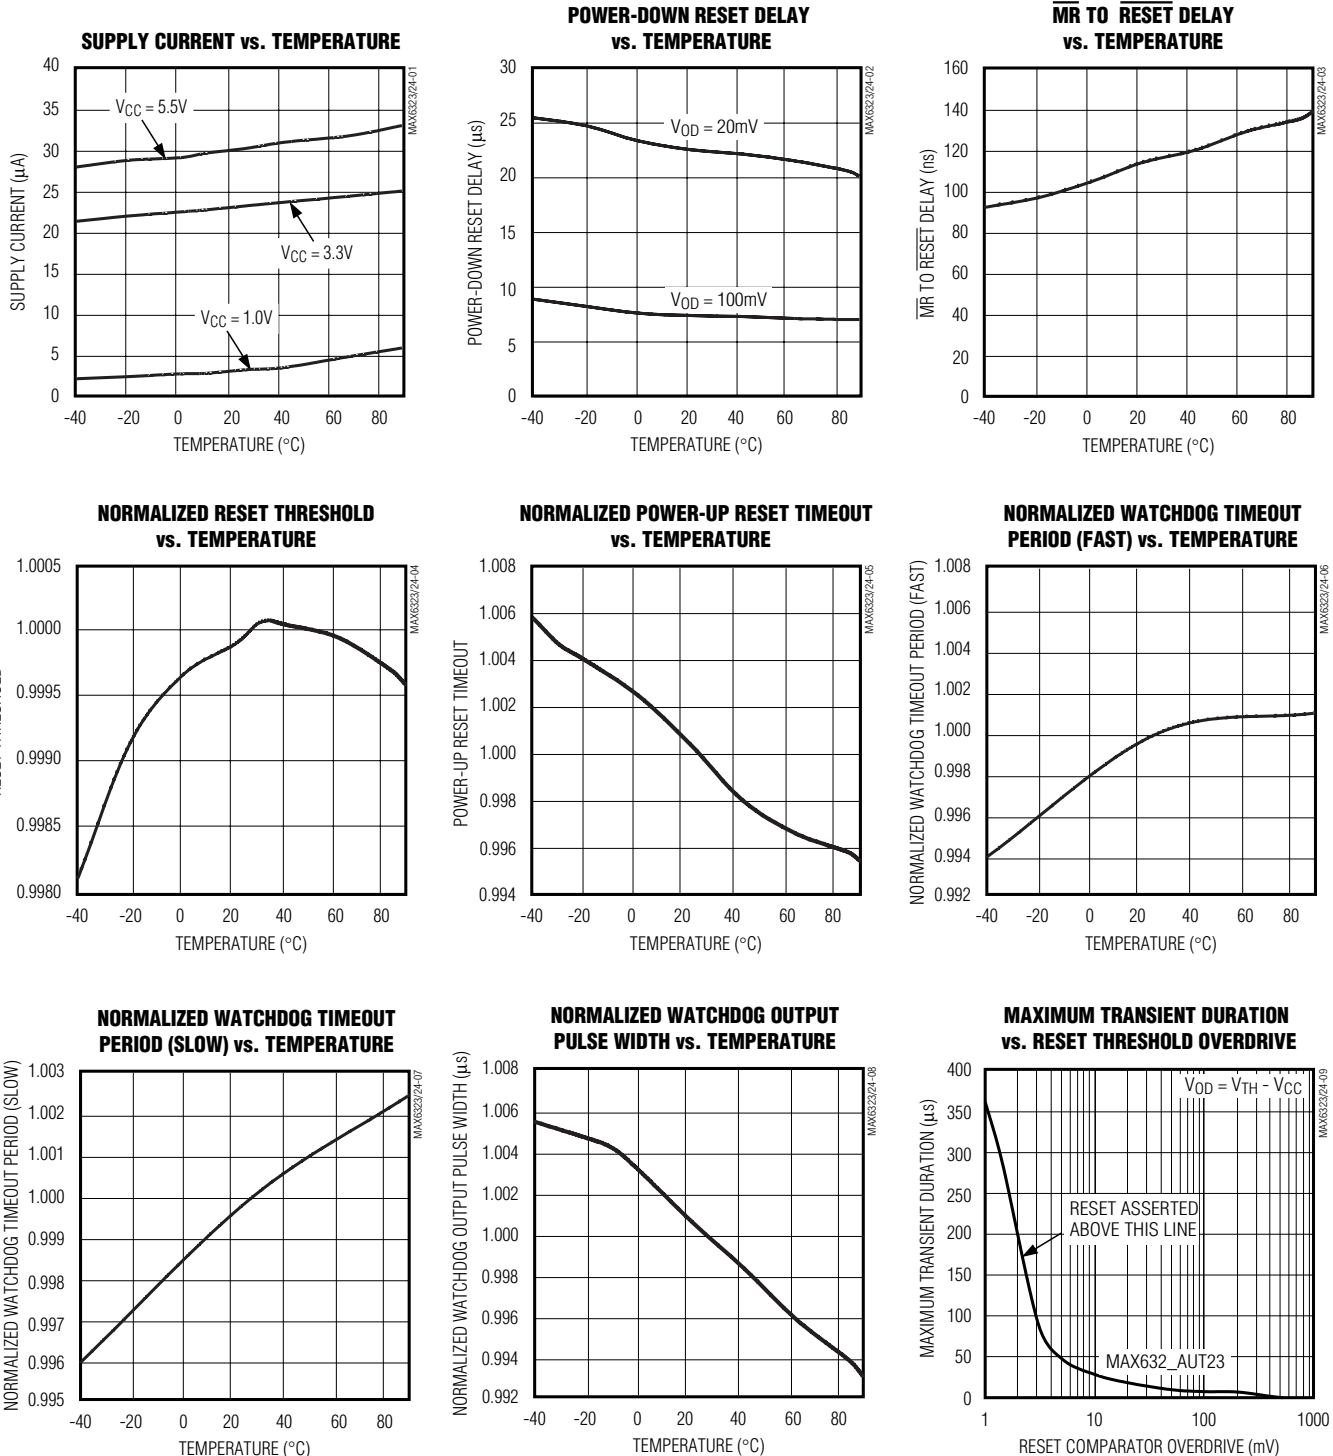 SUPPLY CURRENT vs. TEMPERATURE
40
35
30
25
20
15
10
5
0
SUPPLY CURRENT (μA)
VCC = 5.5V
VCC = 3.3V
VCC = 1.0V
-40 -20 0 20 40 60 80
TEMPERATURE (°C)
MAX6323/24-01
POWER-DOWN RESET DELAY
vs. TEMPERATURE
30
25
20
15
10
5
0
POWER-DOWN RESET DELAY (μs)
VOD = 20mV
VOD = 100mV
-40 -20 0 20 40 60 80
TEMPERATURE (°C)
MAX6323/24-02
MR TO RESET DELAY
vs. TEMPERATURE
160
140
120
100
80
60
40
20
0
MR TO RESET DELAY (ns)
-40 -20 0 20 40 60 80
TEMPERATURE (°C)
MAX6323/24-03
NORMALIZED RESET THRESHOLD
vs. TEMPERATURE
1.0005
1.0000
0.9995
0.9990
0.9985
0.9980
-40 -20 0 20 40 60 80
TEMPERATURE (°C)
MAX6323/24-04
NORMALIZED POWER-UP RESET TIMEOUT
vs. TEMPERATURE
1.008
1.006
1.004
1.002
1.000
0.998
0.996
0.994
POWER-UP RESET TIMEOUT
-40 -20 0 20 40 60 80
TEMPERATURE (°C)
MAX6323/24-05
NORMALIZED WATCHDOG TIMEOUT
PERIOD (FAST) vs. TEMPERATURE
1.008
1.006
1.004
1.002
1.000
0.998
0.996
0.994
0.992
NORMALIZED WATCHDOG TIMEOUT PERIOD (FAST)
-40 -20 0 20 40 60 80
TEMPERATURE (°C)
MAX6323/24-06
NORMALIZED WATCHDOG TIMEOUT
PERIOD (SLOW) vs. TEMPERATURE
1.003
1.002
1.001
1.000
0.999
0.998
0.997
0.996
0.995
NORMALIZED WATCHDOG TIMEOUT PERIOD (SLOW)
-40 -20 0 20 40 60 80
TEMPERATURE (°C)
MAX6323/24-07
NORMALIZED WATCHDOG OUTPUT
PULSE WIDTH vs. TEMPERATURE
1.008
1.006
1.004
1.002
1.000
0.998
0.996
0.994
0.992
NORMALIZED WATCHDOG OUTPUT PULSE WIDTH (μs)
-40 -20 0 20 40 60 80
TEMPERATURE (°C)
MAX6323/24-08
MAXIMUM TRANSIENT DURATION
vs. RESET THRESHOLD OVERDRIVE
400
350
300
250
200
150
100
50
0
MAXIMUM TRANSIENT DURATION (μs)
VOD = VTH - VCC
RESET ASSERTED
ABOVE THIS LINE
MAX632_AUT23
1 10 100 1000
RESET COMPARATOR OVERDRIVE (mV)
MAX6323/24-09